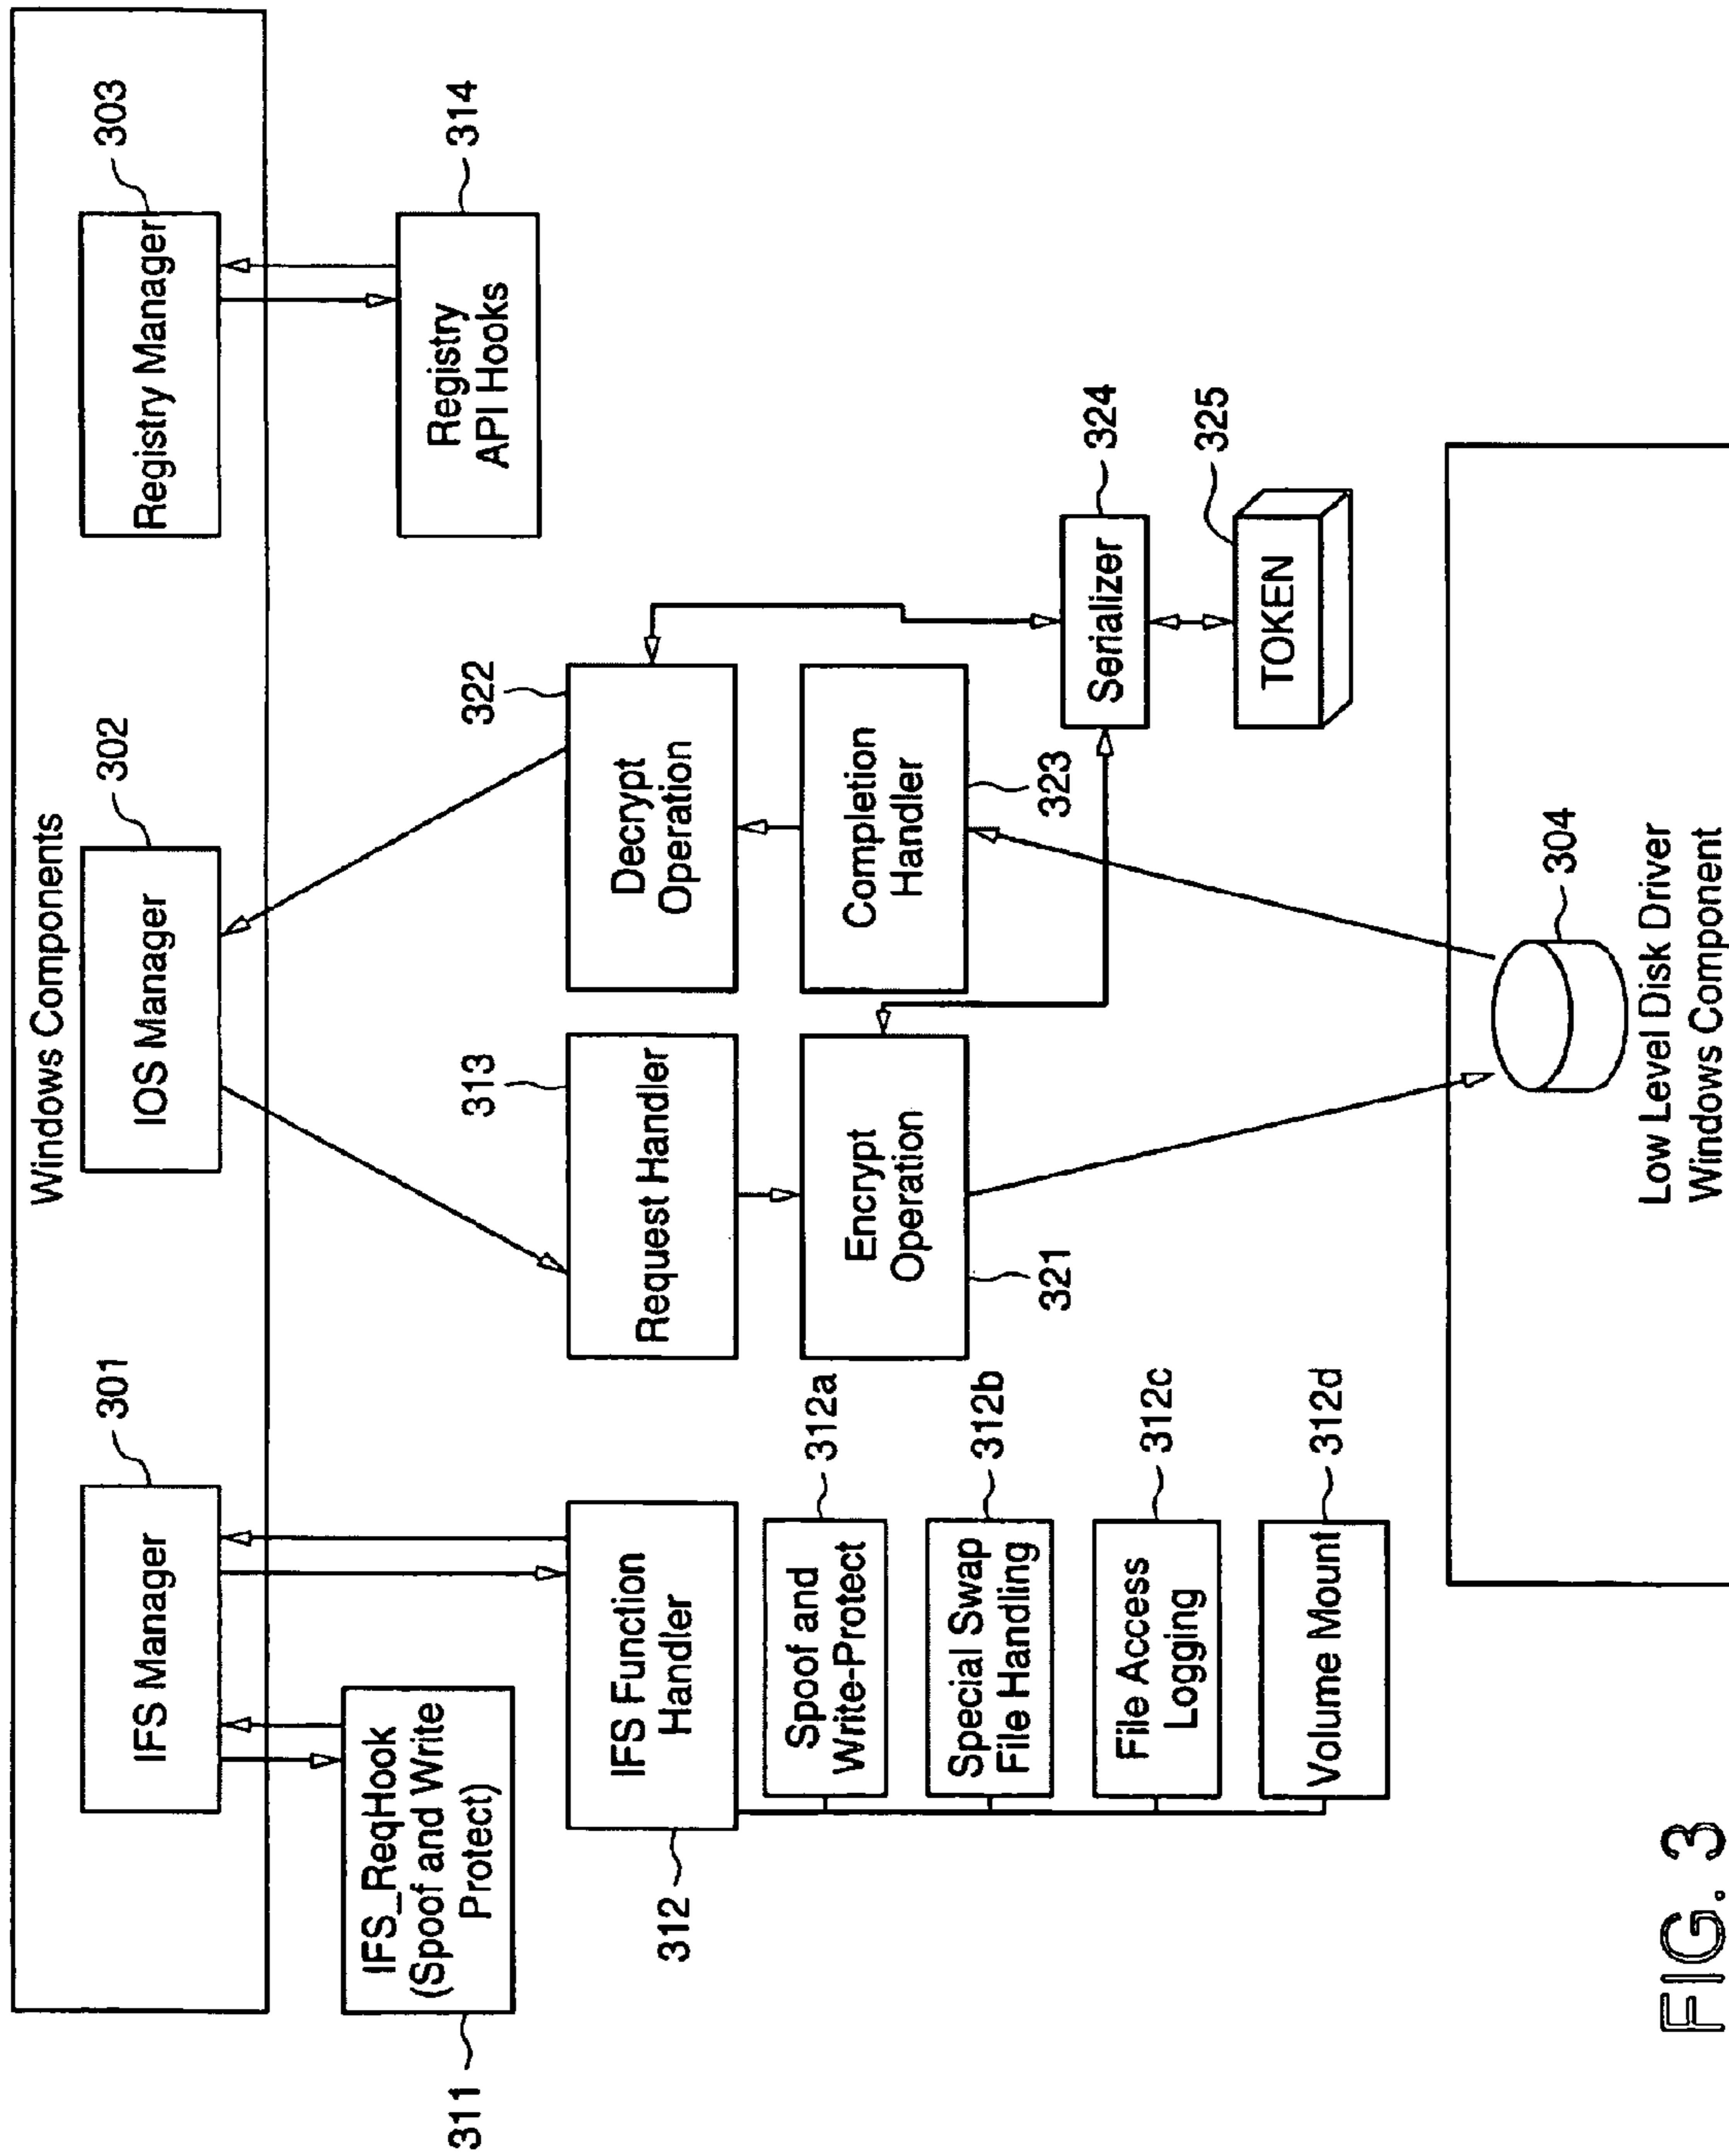 Windows Components
301
IFS Manager
302
IOS Manager
303
Registry Manager
311
IFS_ReqHook
(Spoof and Write
Protect)
314
Registry
API Hooks
312
IFS Function
Handler
313
Request Handler
322
Decrypt
Operation
312a
Spoof and
Write-Protect
321
Encrypt
Operation
323
Completion
Handler
312b
Special Swap
File Handling
324
Serializer
312c
File Access
Logging
325
TOKEN
312d
Volume Mount
304
Low Level Disk Driver
Windows Component
FIG. 3